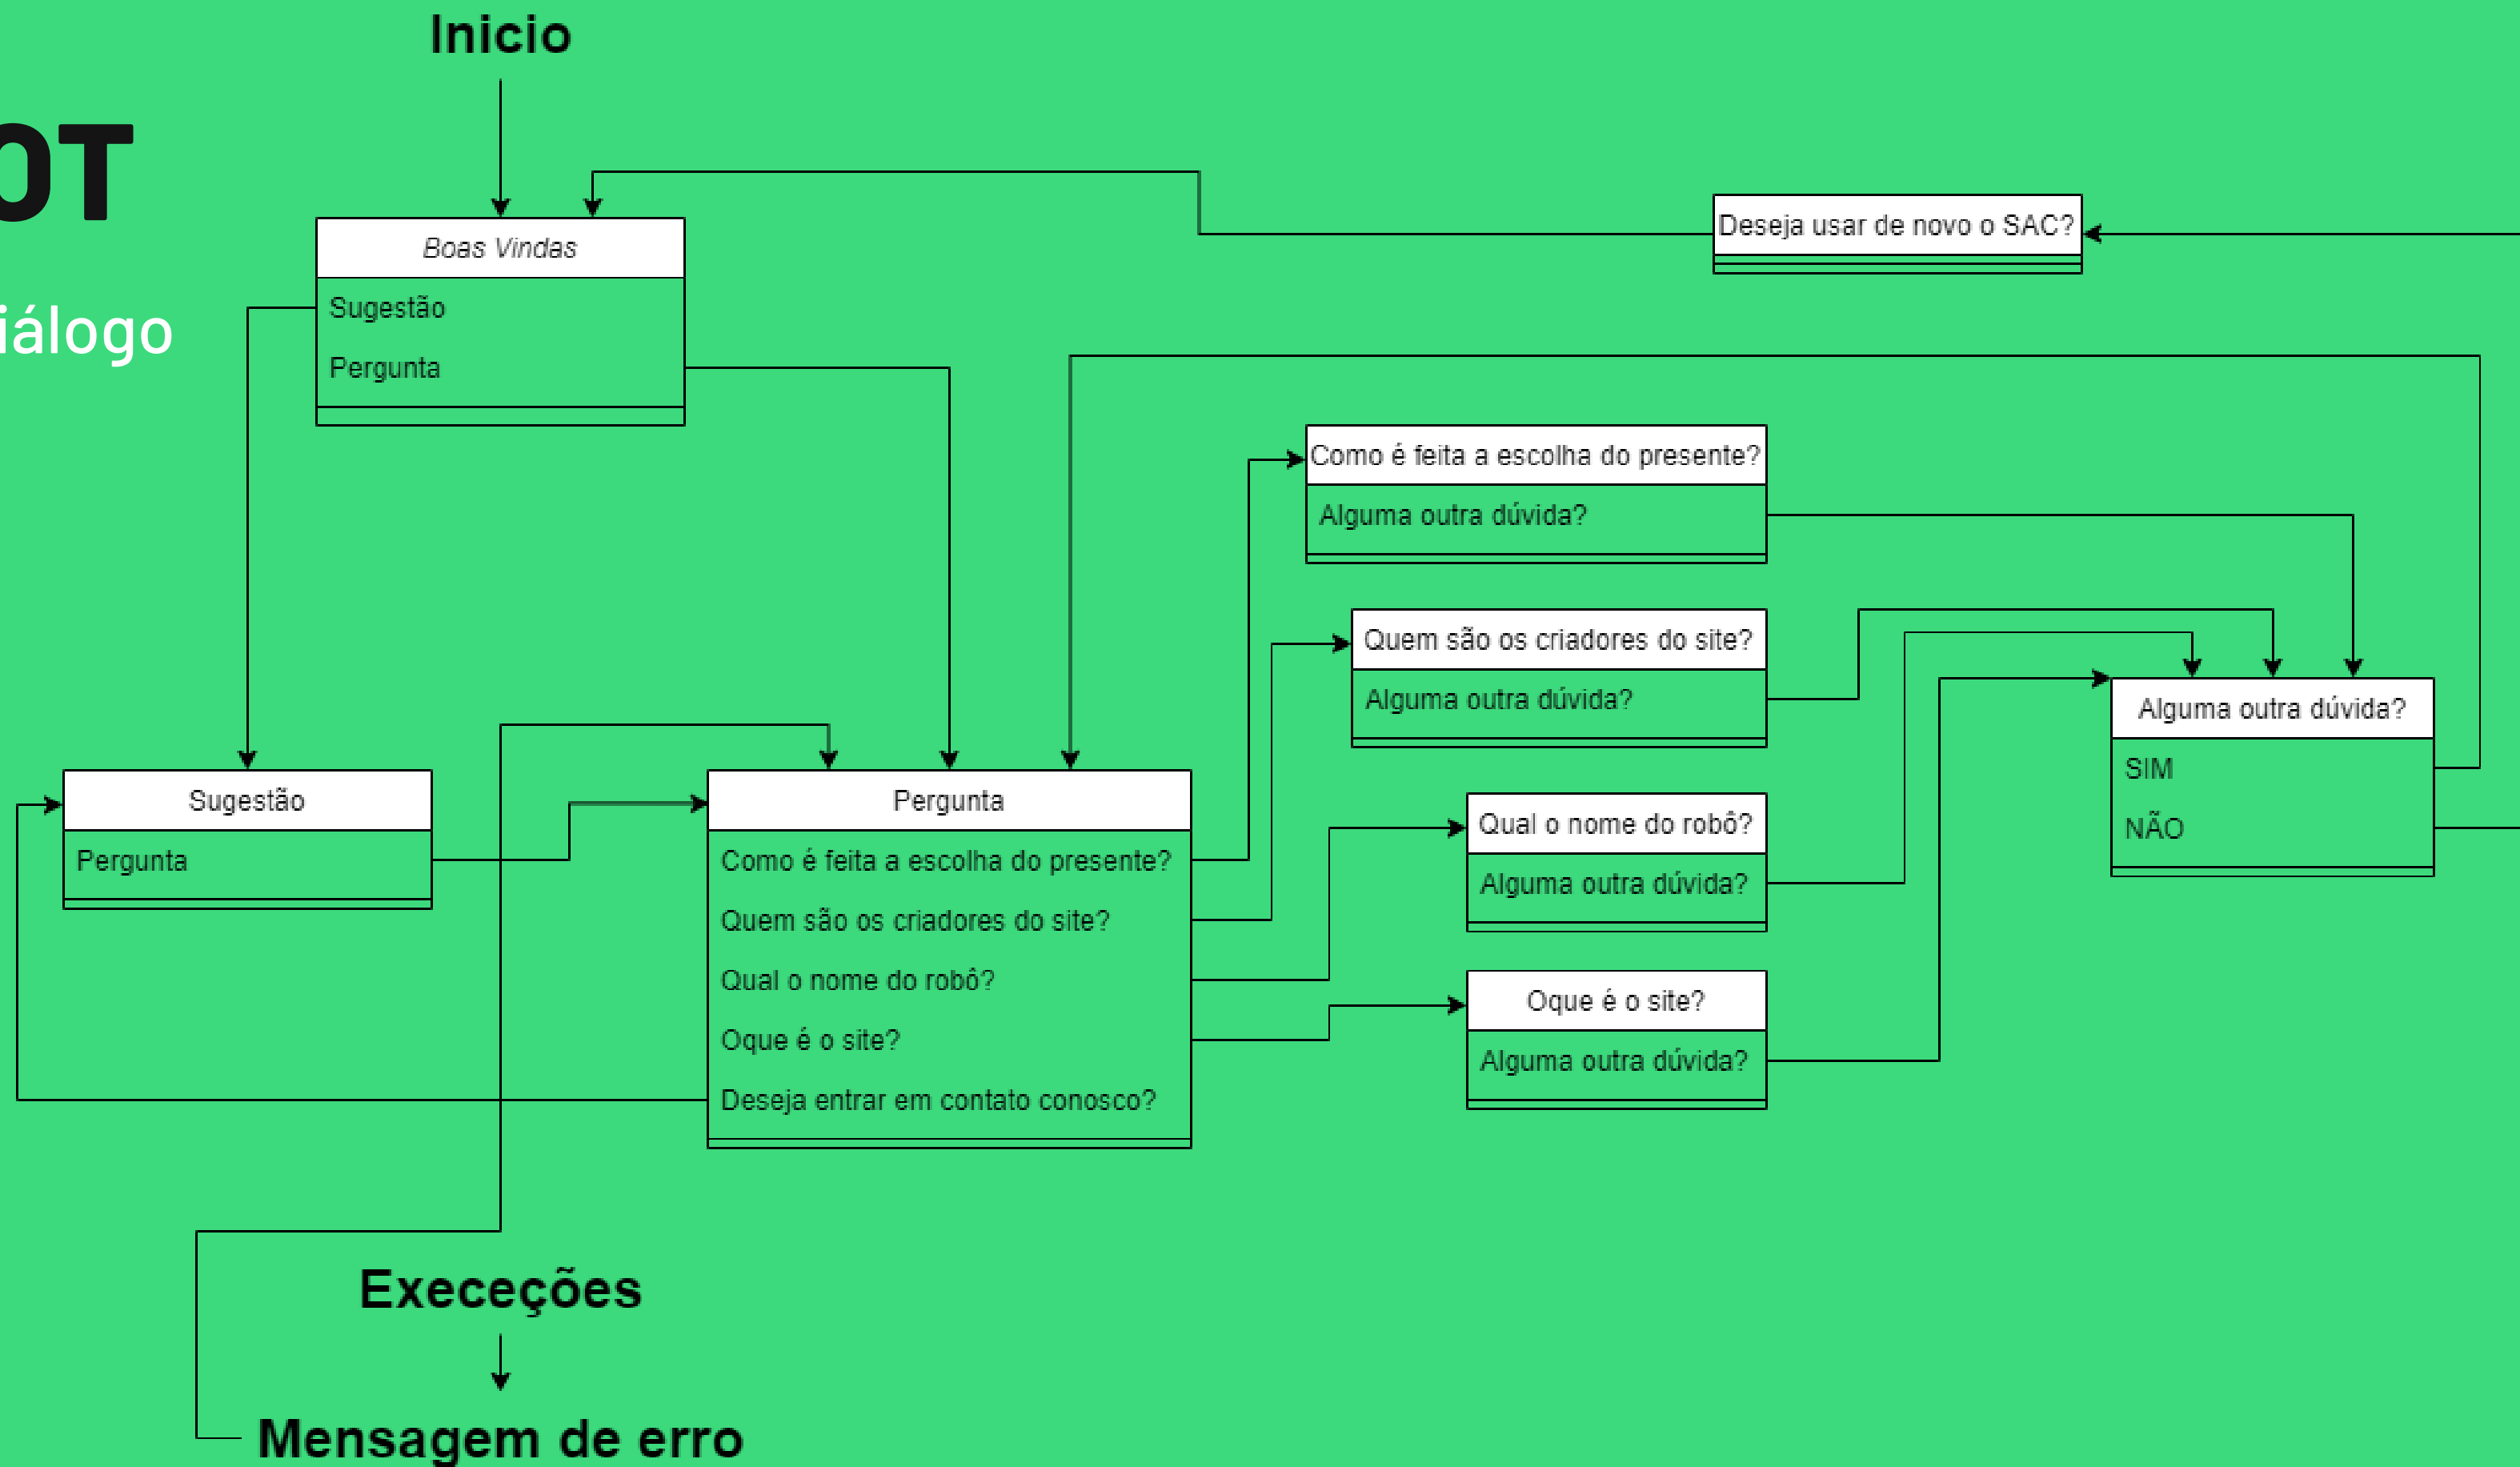 Inicio
OT
iálogo
Boas Vindas
Sugestão
Pergunta
Deseja usar de novo o SAC?
Como é feita a escolha do presente?
Alguma outra dúvida?
Quem são os criadores do site?
Alguma outra dúvida?
Alguma outra dúvida?
SIM
NÃO
Sugestão
Pergunta
Pergunta
Como é feita a escolha do presente?
Quem são os criadores do site?
Qual o nome do robô?
Oque é o site?
Deseja entrar em contato conosco?
Qual o nome do robô?
Alguma outra dúvida?
Oque é o site?
Alguma outra dúvida?
Execeções
Mensagem de erro